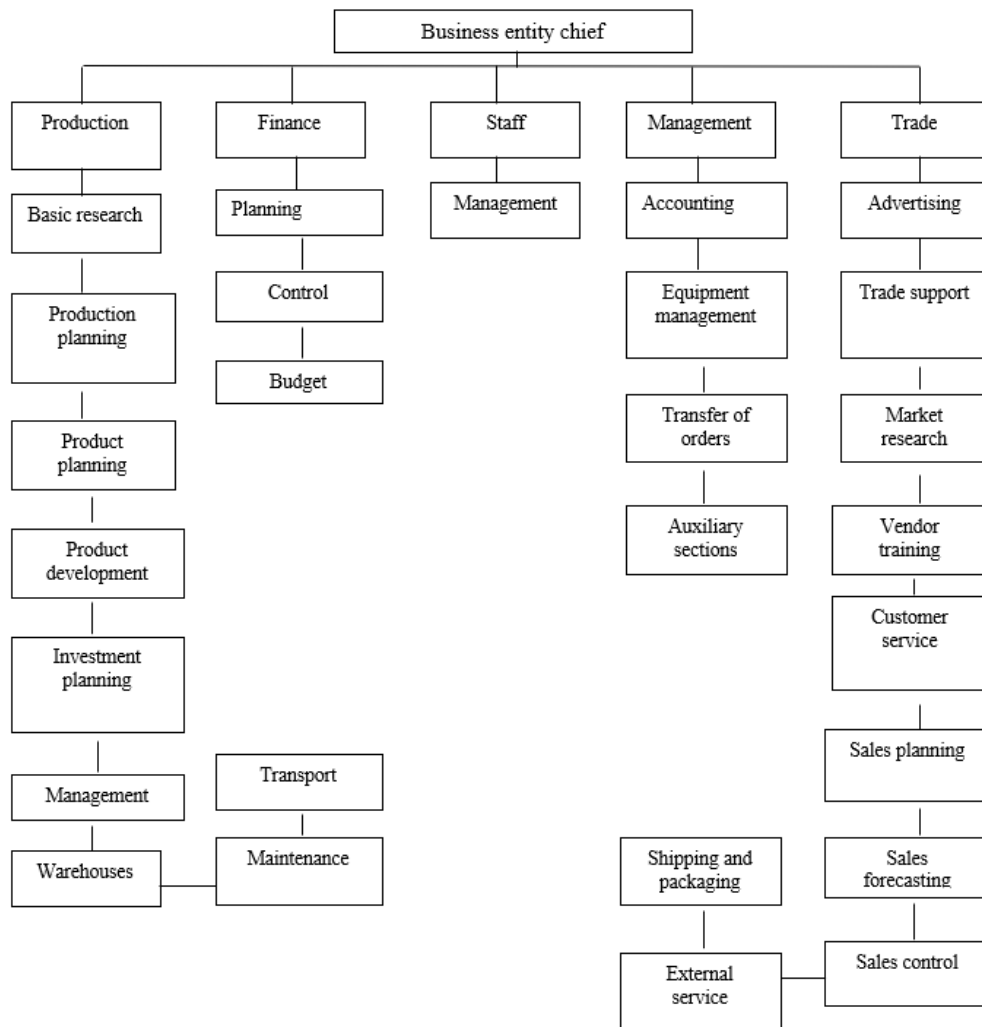 Business entity chief
Production
Finance
Staff
Management
Trade
Basic research
Planning
Management
Accounting
Advertising
Control
Equipment
management
Trade support
Production
planning
Budget
Transfer of
orders
Market
research
Product
planning
Auxiliary
sections
Vendor
training
Product
development
Customer
service
Investment
planning
Sales planning
Transport
Management
Maintenance
Warehouses
Shipping and
packaging
Sales
forecasting
External
service
Sales control